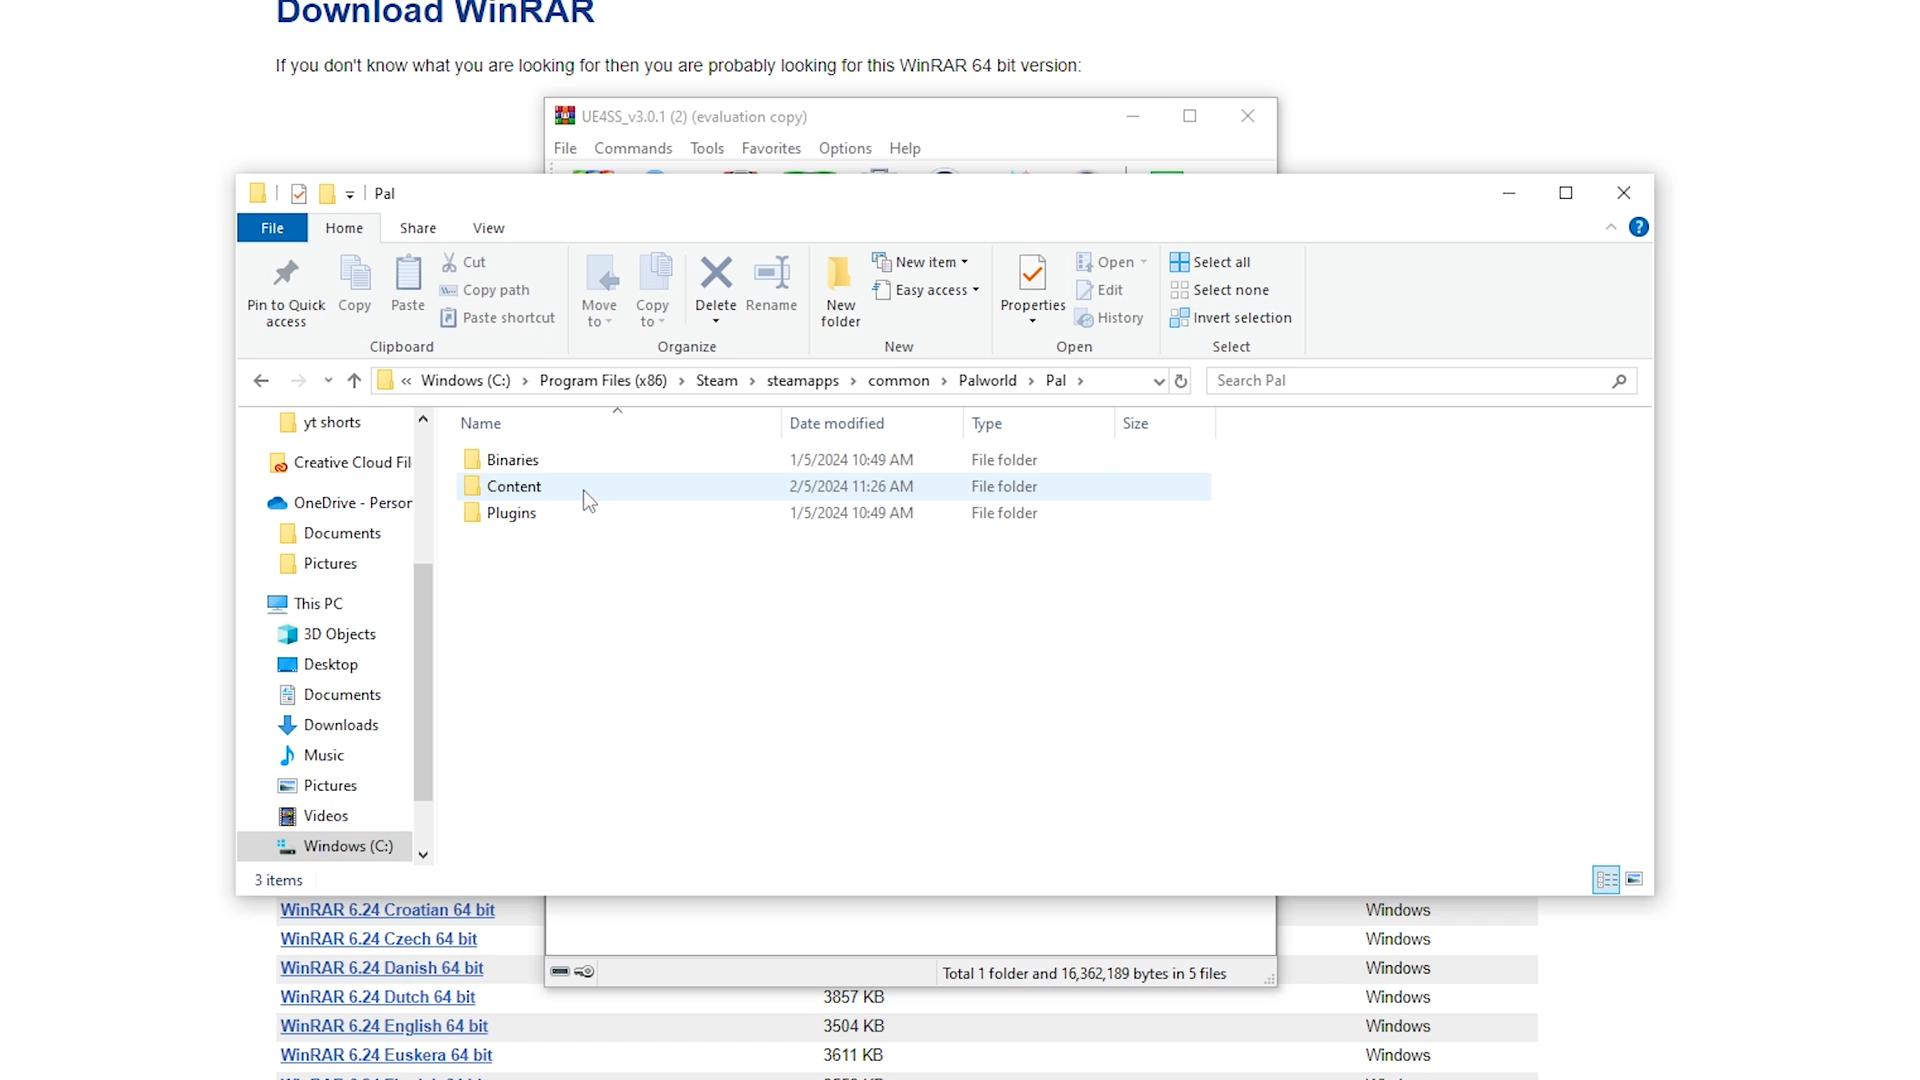 Download WinRAR
If you don't know what you are looking for then you are probably looking for this WinRAR 64 bit version:
UE4SS_v3.0.1 (2) (evaluation copy)
File Commands Tools Favorites Options Help
Pal
File Home Share View
Pin to Quick access
Copy
Paste
Cut
Copy path
Paste shortcut
Clipboard
Move to
Copy to
Delete
Rename
Organize
New folder
New item
Easy access
New
Properties
Open
Edit
History
Open
Select all
Select none
Invert selection
Select
« Windows (C:) › Program Files (x86) › Steam › steamapps › common › Palworld › Pal ›
Search Pal
yt shorts
Creative Cloud Fil
OneDrive - Person
Documents
Pictures
This PC
3D Objects
Desktop
Documents
Downloads
Music
Pictures
Videos
Windows (C:)
Name Date modified Type Size
Binaries 1/5/2024 10:49 AM File folder
Content 2/5/2024 11:26 AM File folder
Plugins 1/5/2024 10:49 AM File folder
3 items
WinRAR 6.24 Croatian 64 bit Windows
WinRAR 6.24 Czech 64 bit Windows
WinRAR 6.24 Danish 64 bit Windows
Total 1 folder and 16,362,189 bytes in 5 files
WinRAR 6.24 Dutch 64 bit 3857 KB Windows
WinRAR 6.24 English 64 bit 3504 KB Windows
WinRAR 6.24 Euskera 64 bit 3611 KB Windows